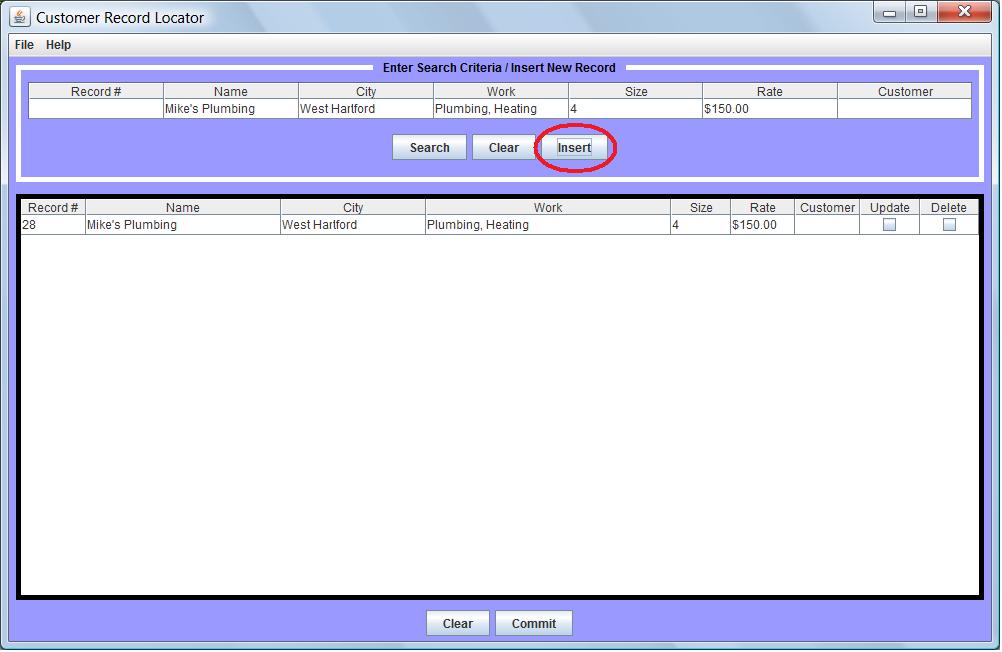 Customer Record Locator
File Help
Enter Search Criteria / Insert New Record
Record # Name City Work Size Rate Customer
Mike's Plumbing West Hartford Plumbing, Heating 4 $150.00
Search Clear Insert
Record # Name City Work Size Rate Customer Update Delete
28 Mike's Plumbing West Hartford Plumbing, Heating 4 $150.00
Clear Commit